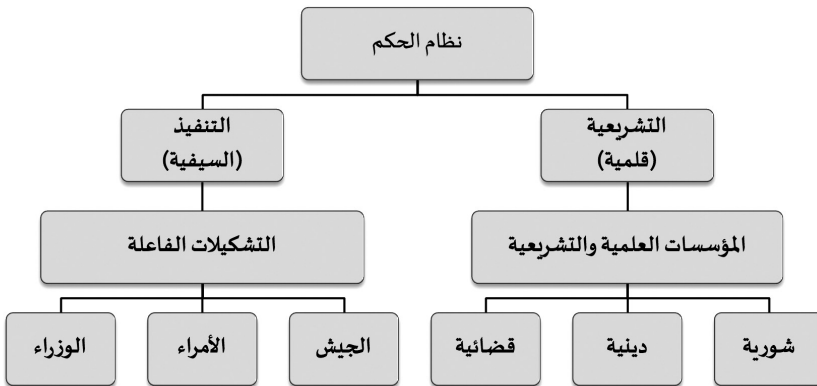 نظام الحكم
التشريعية
(قلمية)
التنفيذ
(السيفية)
المؤسسات العلمية والتشريعية
التشكيلات الفاعلة
شورية
دينية
قضائية
الجيش
الأمراء
الوزراء